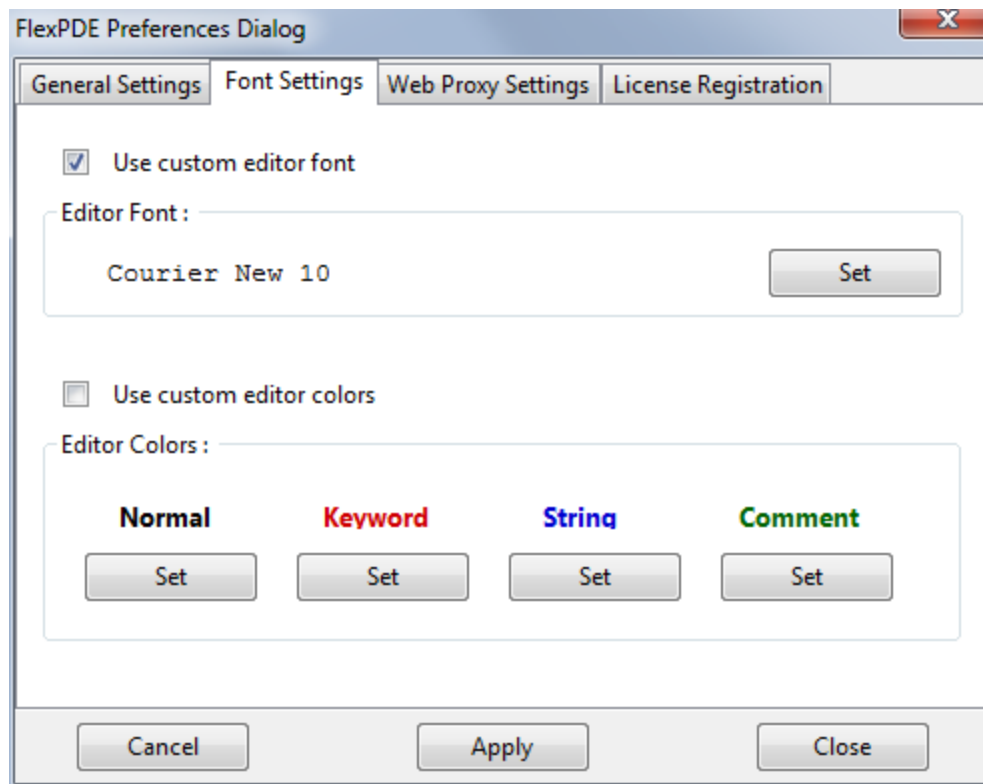 FlexPDE Preferences Dialog
General Settings Font Settings Web Proxy Settings License Registration
Use custom editor font
Editor Font :
Courier New 10 Set
Use custom editor colors
Editor Colors :
Normal Keyword String Comment
Set Set Set Set
Cancel Apply Close